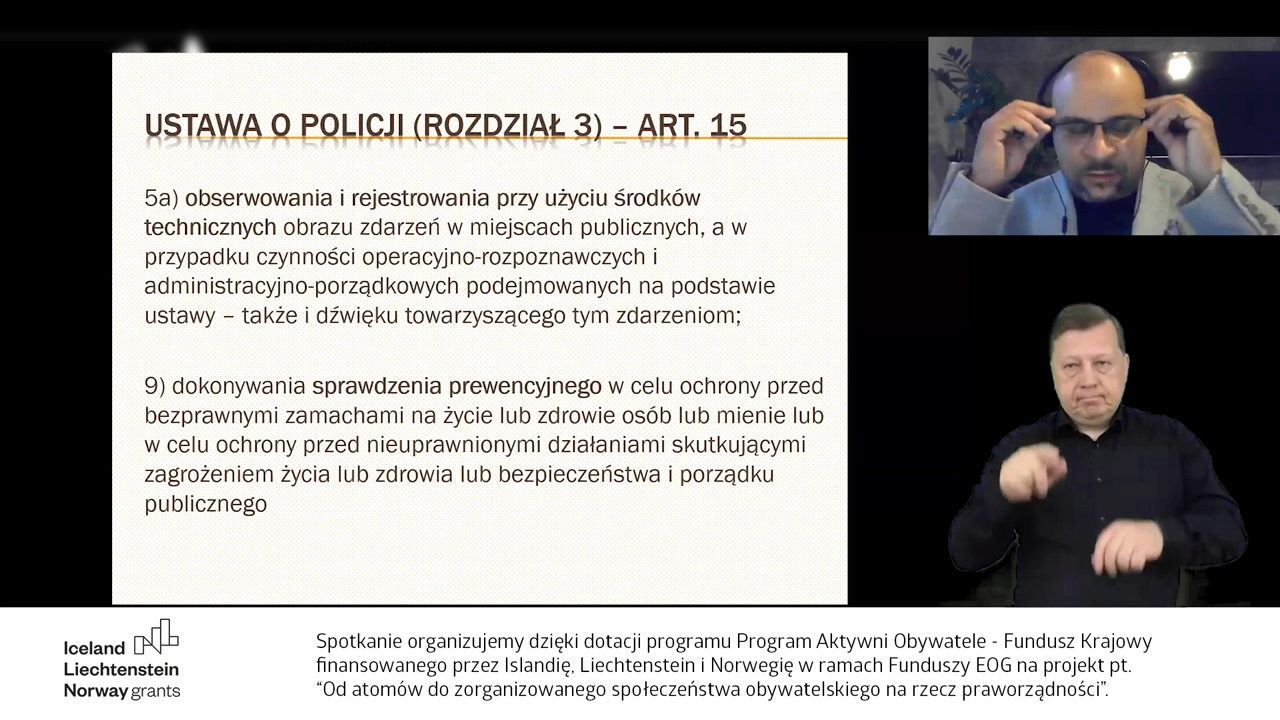 USTAWA O POLICJI (ROZDZIAŁ 3) – ART. 15
5a) obserwowania i rejestrowania przy użyciu środków
technicznych obrazu zdarzeń w miejscach publicznych, a w
przypadku czynności operacyjno-rozpoznawczych i
administracyjno-porządkowych podejmowanych na podstawie
ustawy – także i dźwięku towarzyszącego tym zdarzeniom;
9) dokonywania sprawdzenia prewencyjnego w celu ochrony przed
bezprawnymi zamachami na życie lub zdrowie osób lub mienie lub
w celu ochrony przed nieuprawnionymi działaniami skutkującymi
zagrożeniem życia lub zdrowia lub bezpieczeństwa i porządku
publicznego
Iceland
Liechtenstein
Norway grants
Spotkanie organizujemy dzięki dotacji programu Program Aktywni Obywatele - Fundusz Krajowy
finansowanego przez Islandię, Liechtenstein i Norwegię w ramach Funduszy EOG na projekt pt.
“Od atomów do zorganizowanego społeczeństwa obywatelskiego na rzecz praworządności”.